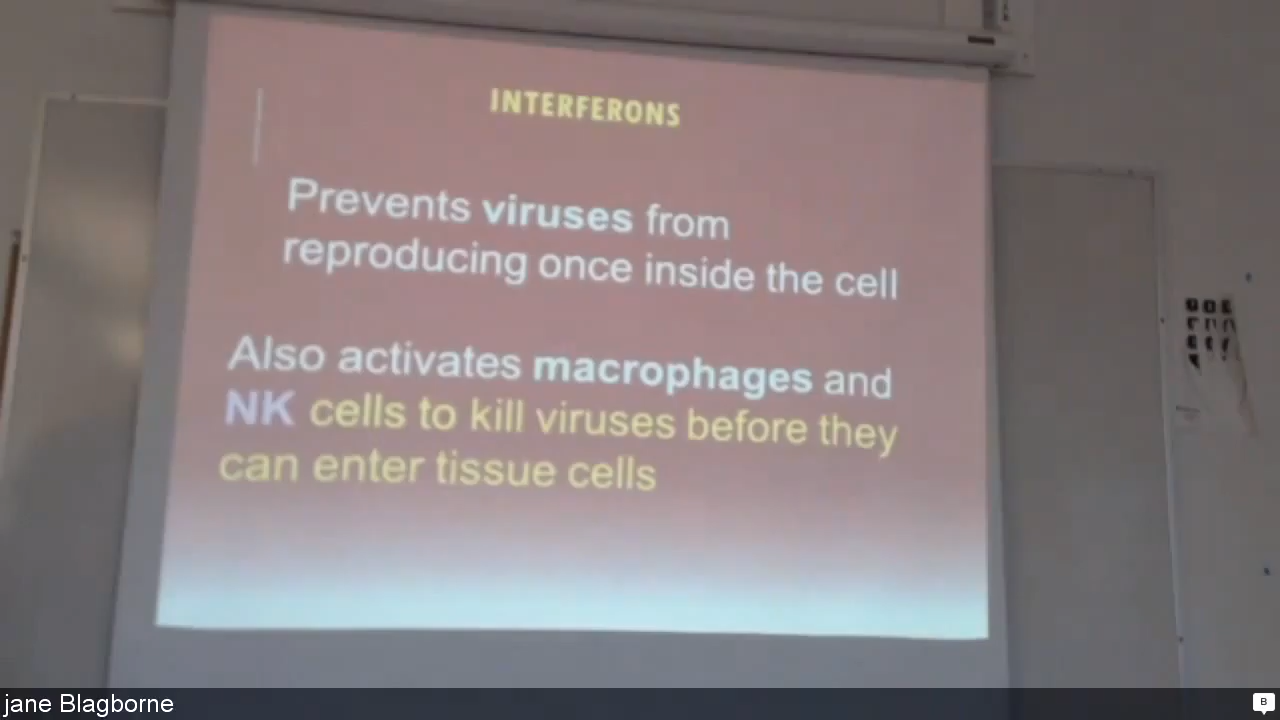 INTERFERONS
Prevents viruses from
reproducing once inside the cell
Also activates macrophages and
NK cells to kill viruses before they
can enter tissue cells
jane Blagborne
B